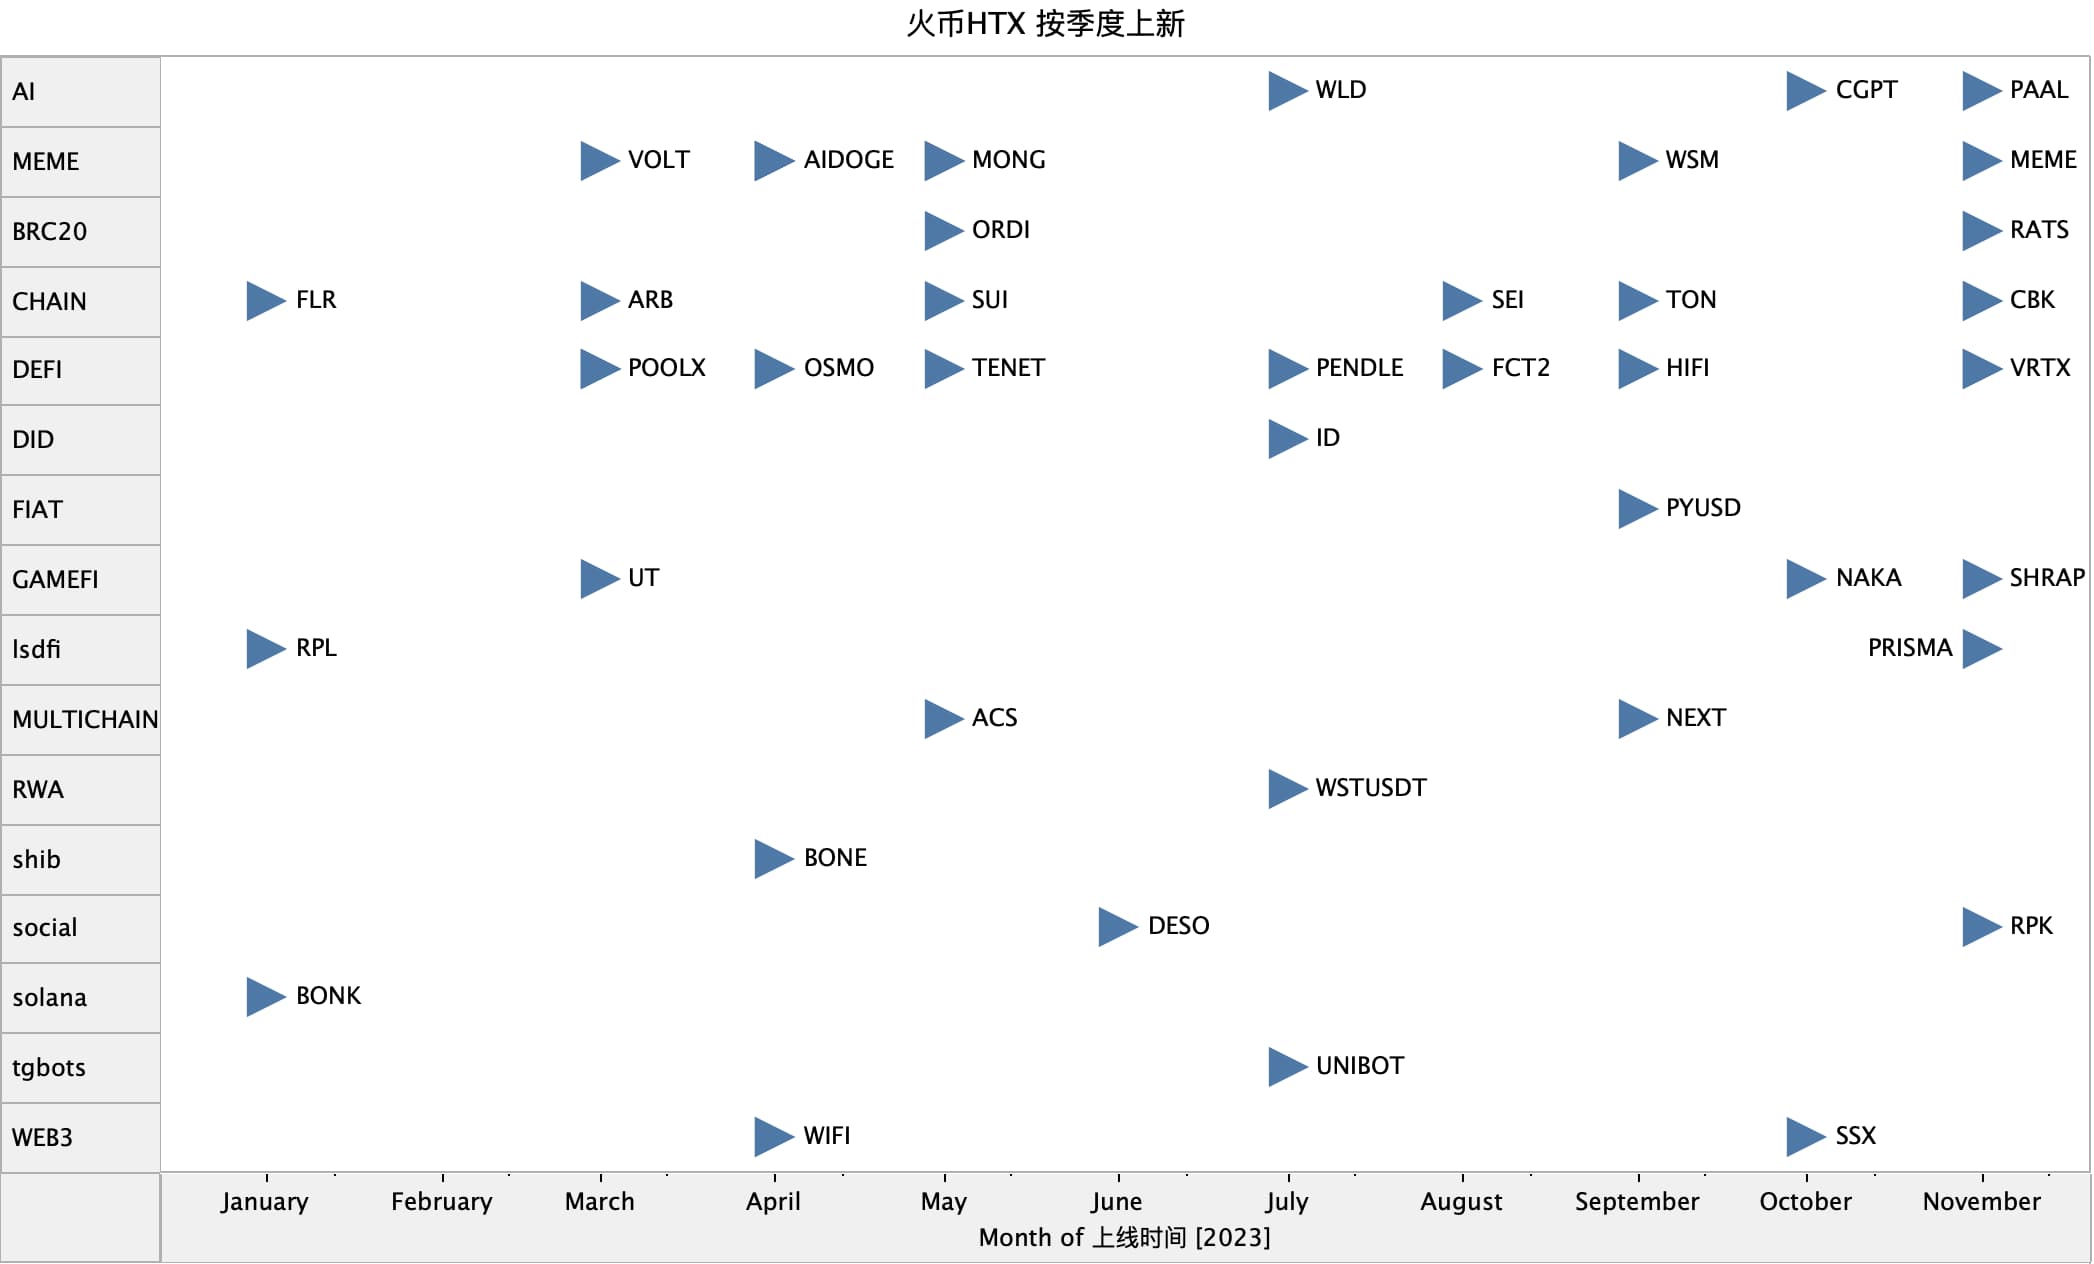 火币HTX 按季度上新
AI WLD CGPT PAAL
MEME VOLT AIDOGE MONG WSM MEME
BRC20 ORDI RATS
CHAIN FLR ARB SUI SEI TON CBK
DEFI POOLX OSMO TENET PENDLE FCT2 HIFI VRTX
DID ID
FIAT PYUSD
GAMEFI UT NAKA SHRAP
lsdfi RPL PRISMA
MULTICHAIN ACS NEXT
RWA WSTUSDT
shib BONE
social DESO RPK
solana BONK
tgbots UNIBOT
WEB3 WIFI SSX
January February March April May June July August September October November
Month of 上线时间 [2023]